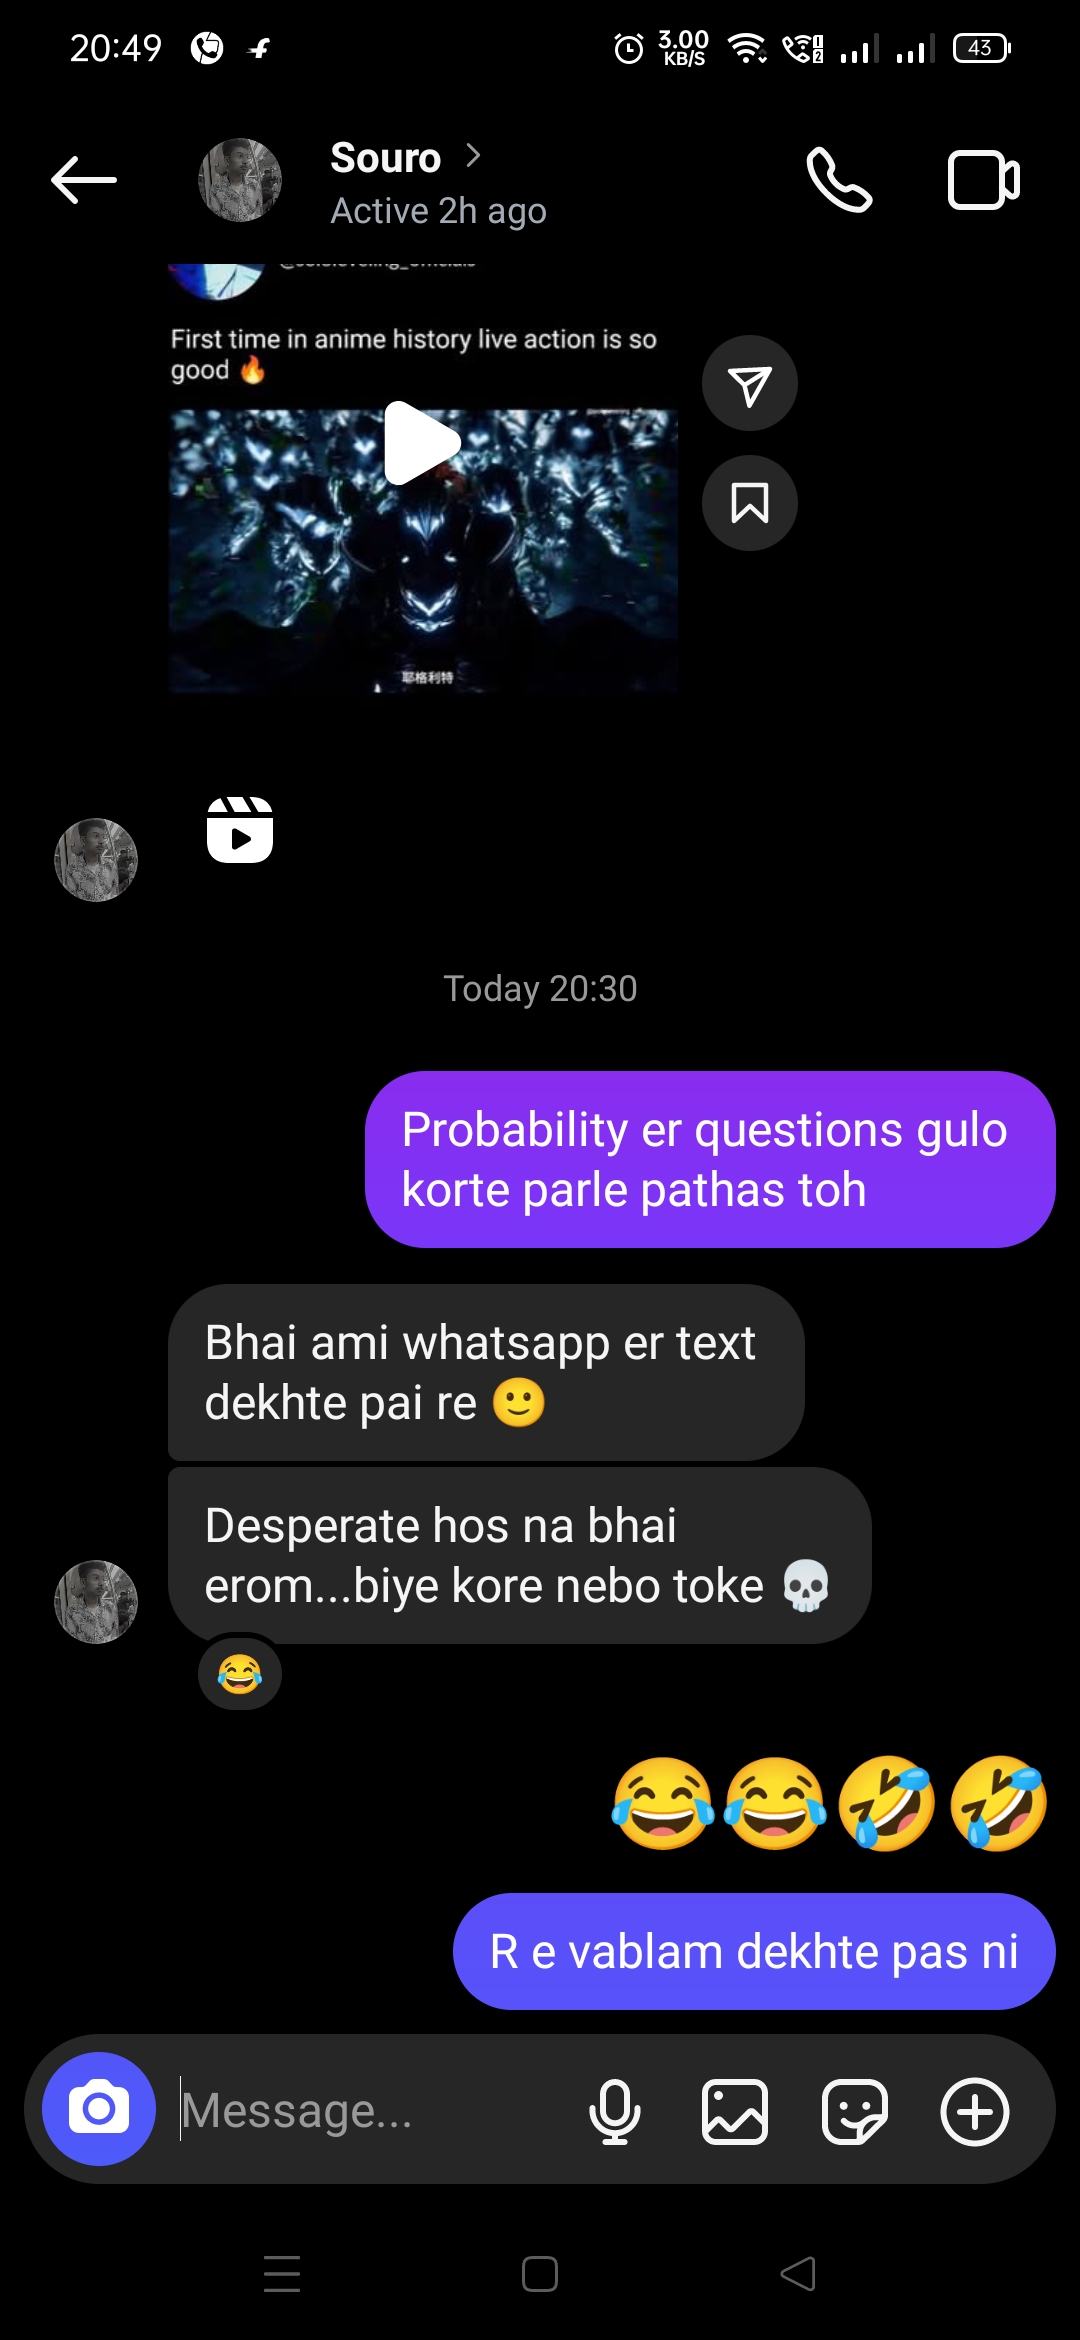 20:49
3.00
KB/S
43
Souro
Active 2h ago
First time in anime history live action is so
good 🔥
耶格利特
Today 20:30
Probability er questions gulo
korte parle pathas toh
Bhai ami whatsapp er text
dekhte pai re 🙂
Desperate hos na bhai
erom...biye kore nebo toke 💀
😂
😂😂🤣🤣
R e vablam dekhte pas ni
Message...